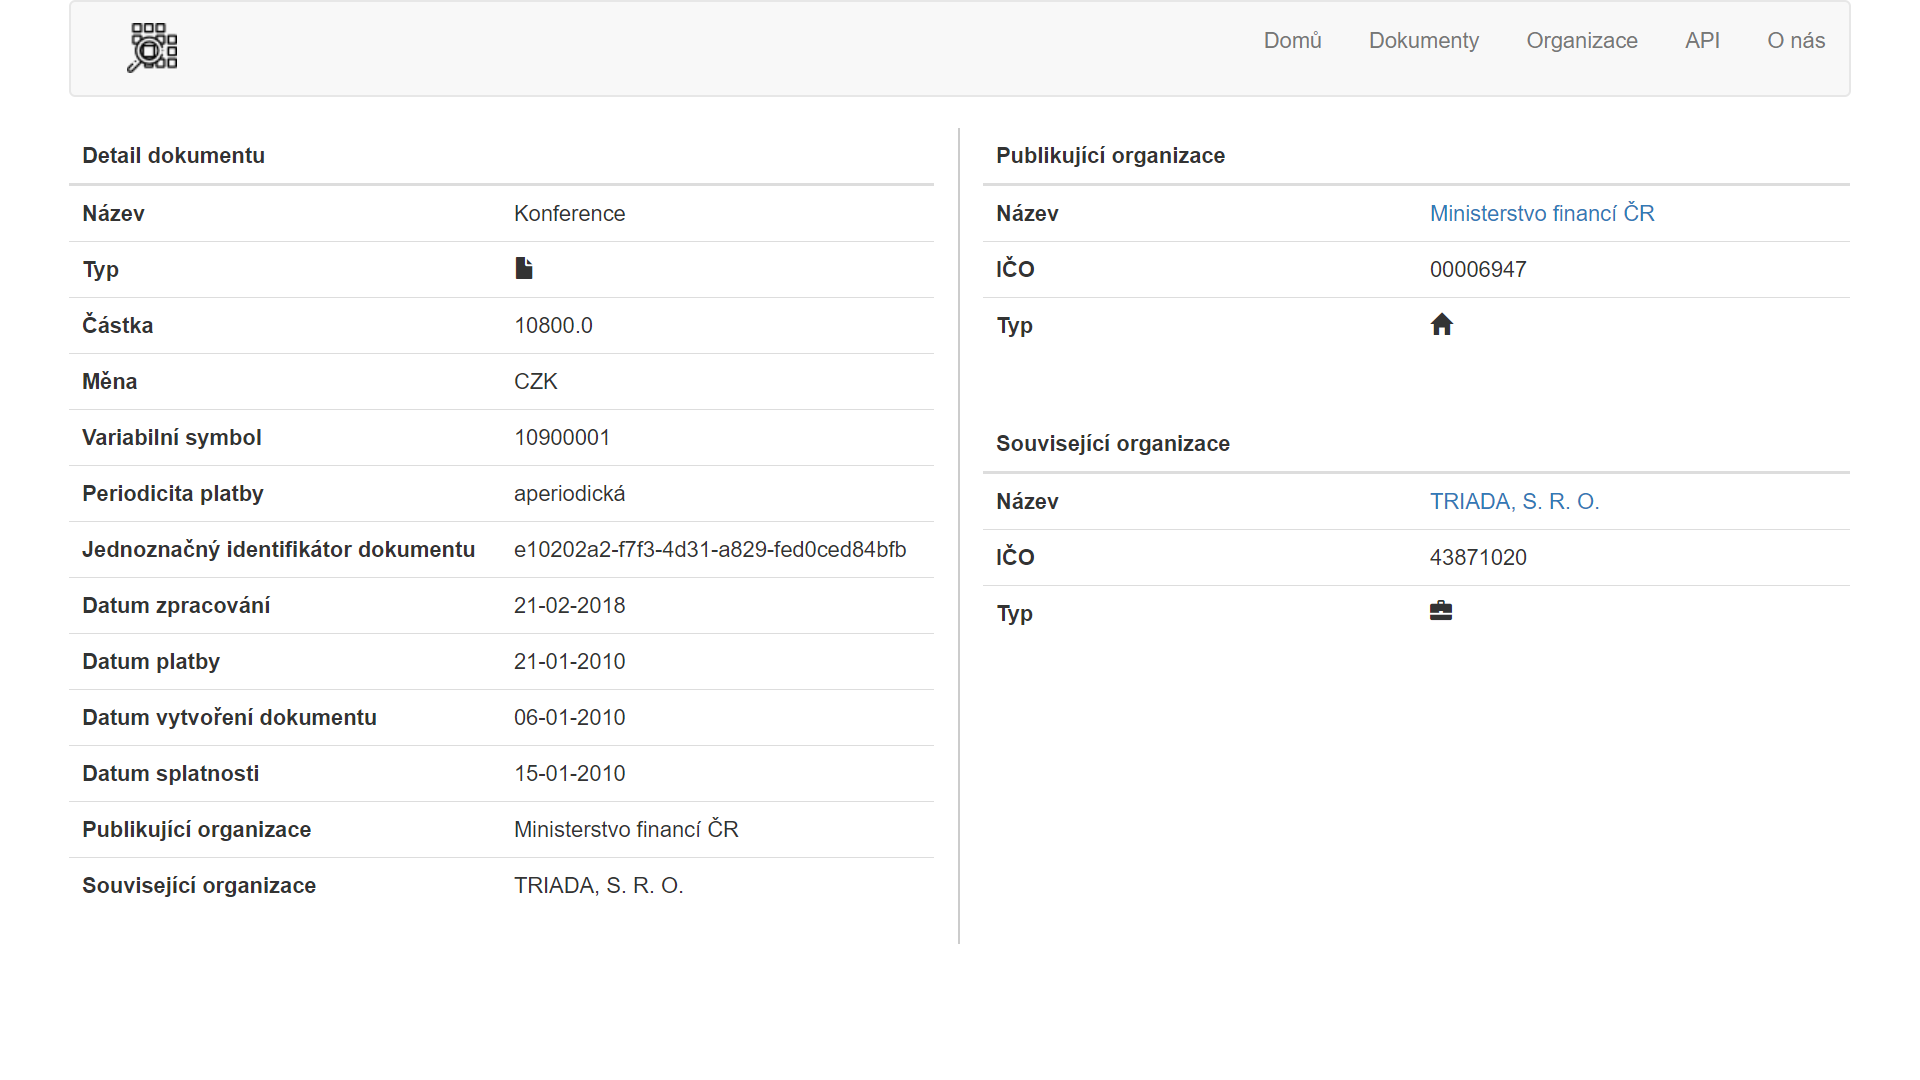 Domů Dokumenty Organizace API O nás
Detail dokumentu
Název Konference
Typ
Částka 10800.0
Měna CZK
Variabilní symbol 10900001
Periodicita platby aperiodická
Jednoznačný identifikátor dokumentu e10202a2-f7f3-4d31-a829-fed0ced84bfb
Datum zpracování 21-02-2018
Datum platby 21-01-2010
Datum vytvoření dokumentu 06-01-2010
Datum splatnosti 15-01-2010
Publikující organizace Ministerstvo financí ČR
Související organizace TRIADA, S. R. O.
Publikující organizace
Název Ministerstvo financí ČR
IČO 00006947
Typ
Související organizace
Název TRIADA, S. R. O.
IČO 43871020
Typ